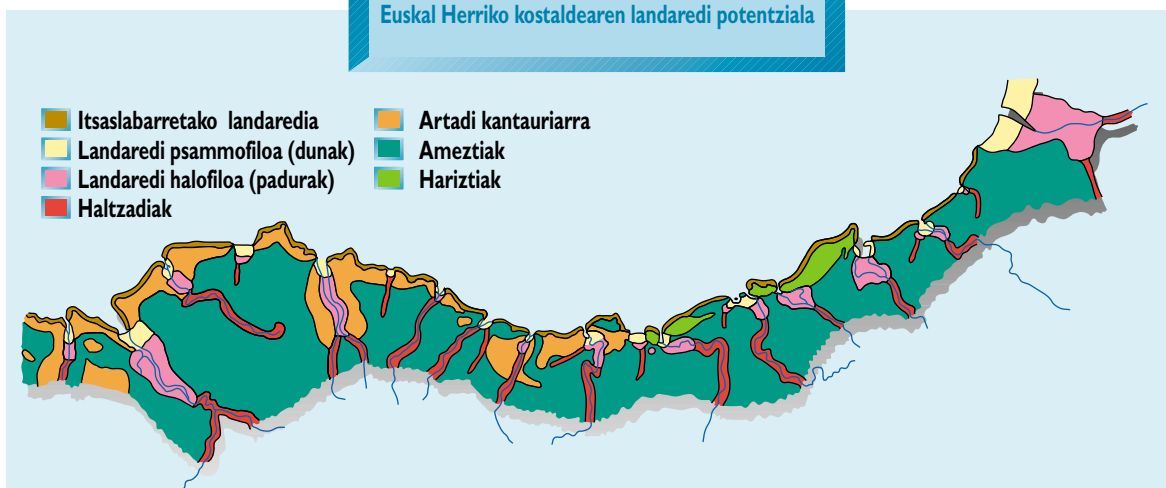 Euskal Herriko kostaldearen landaredi potentziala
Itsaslabarretako landaredia
Landaredi psammofiloa (dunak)
Landaredi halofiloa (padurak)
Haltzadiak
Artadi kantauriarra
Ameztiak
Hariztiak